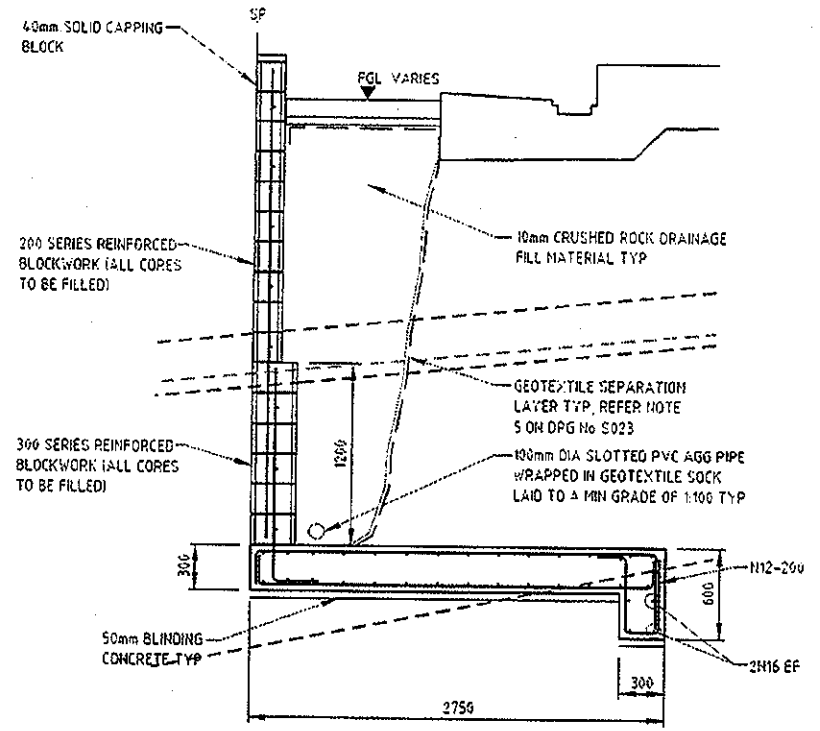 SP
40mm SOLID CAPPING
BLOCK
FGL VARIES
10mm CRUSHED ROCK DRAINAGE
FILL MATERIAL TYP
200 SERIES REINFORCED
BLOCKWORK (ALL CORES
TO BE FILLED)
GEOTEXTILE SEPARATION
LAYER TYP, REFER NOTE
5 ON DRG No S023
300 SERIES REINFORCED
BLOCKWORK (ALL CORES
TO BE FILLED)
1200
100mm DIA SLOTTED PVC AGG PIPE
WRAPPED IN GEOTEXTILE SOCK
LAID TO A MIN GRADE OF 1:100 TYP
300
N12-200
600
50mm BLINDING
CONCRETE TYP
2N16 EF
300
2750